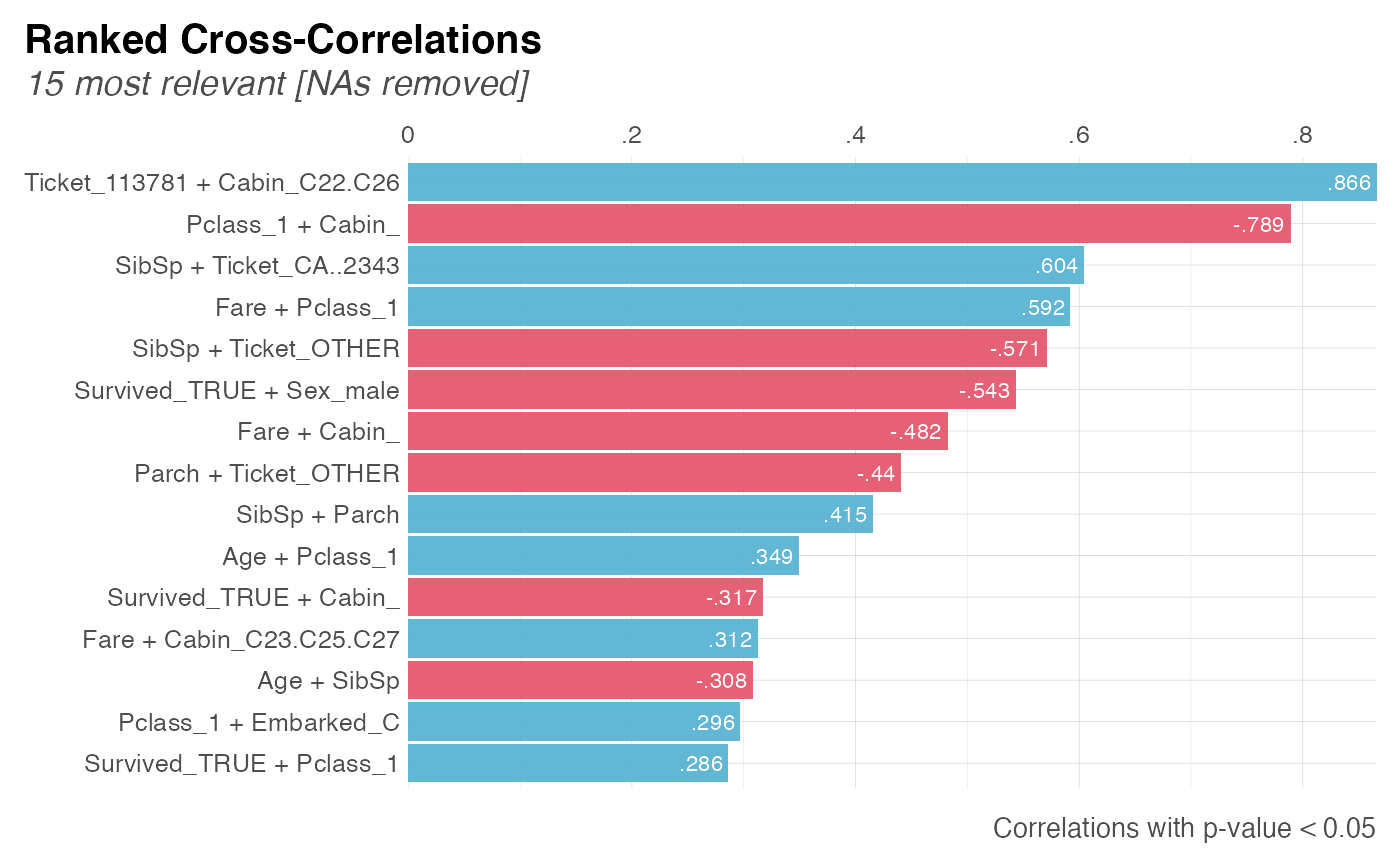 Ranked Cross-Correlations
15 most relevant [NAs removed]
0 .2 .4 .6 .8
Ticket_113781 + Cabin_C22.C26 .866
Pclass_1 + Cabin_ -.789
SibSp + Ticket_CA..2343 .604
Fare + Pclass_1 .592
SibSp + Ticket_OTHER -.571
Survived_TRUE + Sex_male -.543
Fare + Cabin_ -.482
Parch + Ticket_OTHER -.44
SibSp + Parch .415
Age + Pclass_1 .349
Survived_TRUE + Cabin_ -.317
Fare + Cabin_C23.C25.C27 .312
Age + SibSp -.308
Pclass_1 + Embarked_C .296
Survived_TRUE + Pclass_1 .286
Correlations with p-value < 0.05